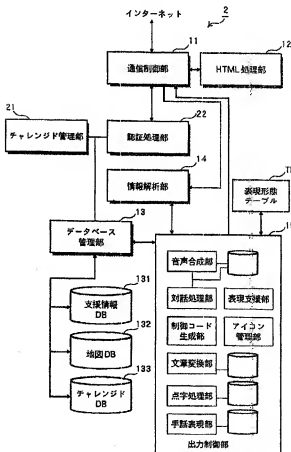 インターネット
2
11
通信制御部
12
HTML処理部
21
チャレンジド管理部
22
認証処理部
14
情報解析部
表現形態
テーブル
13
データベース
管理部
131
支援情報
DB
132
地図DB
133
チャレンジド
DB
音声合成部
対話処理部
表現支援部
制御コード
生成部
アイコン
管理部
文章変換部
点字処理部
手話表現部
出力制御部